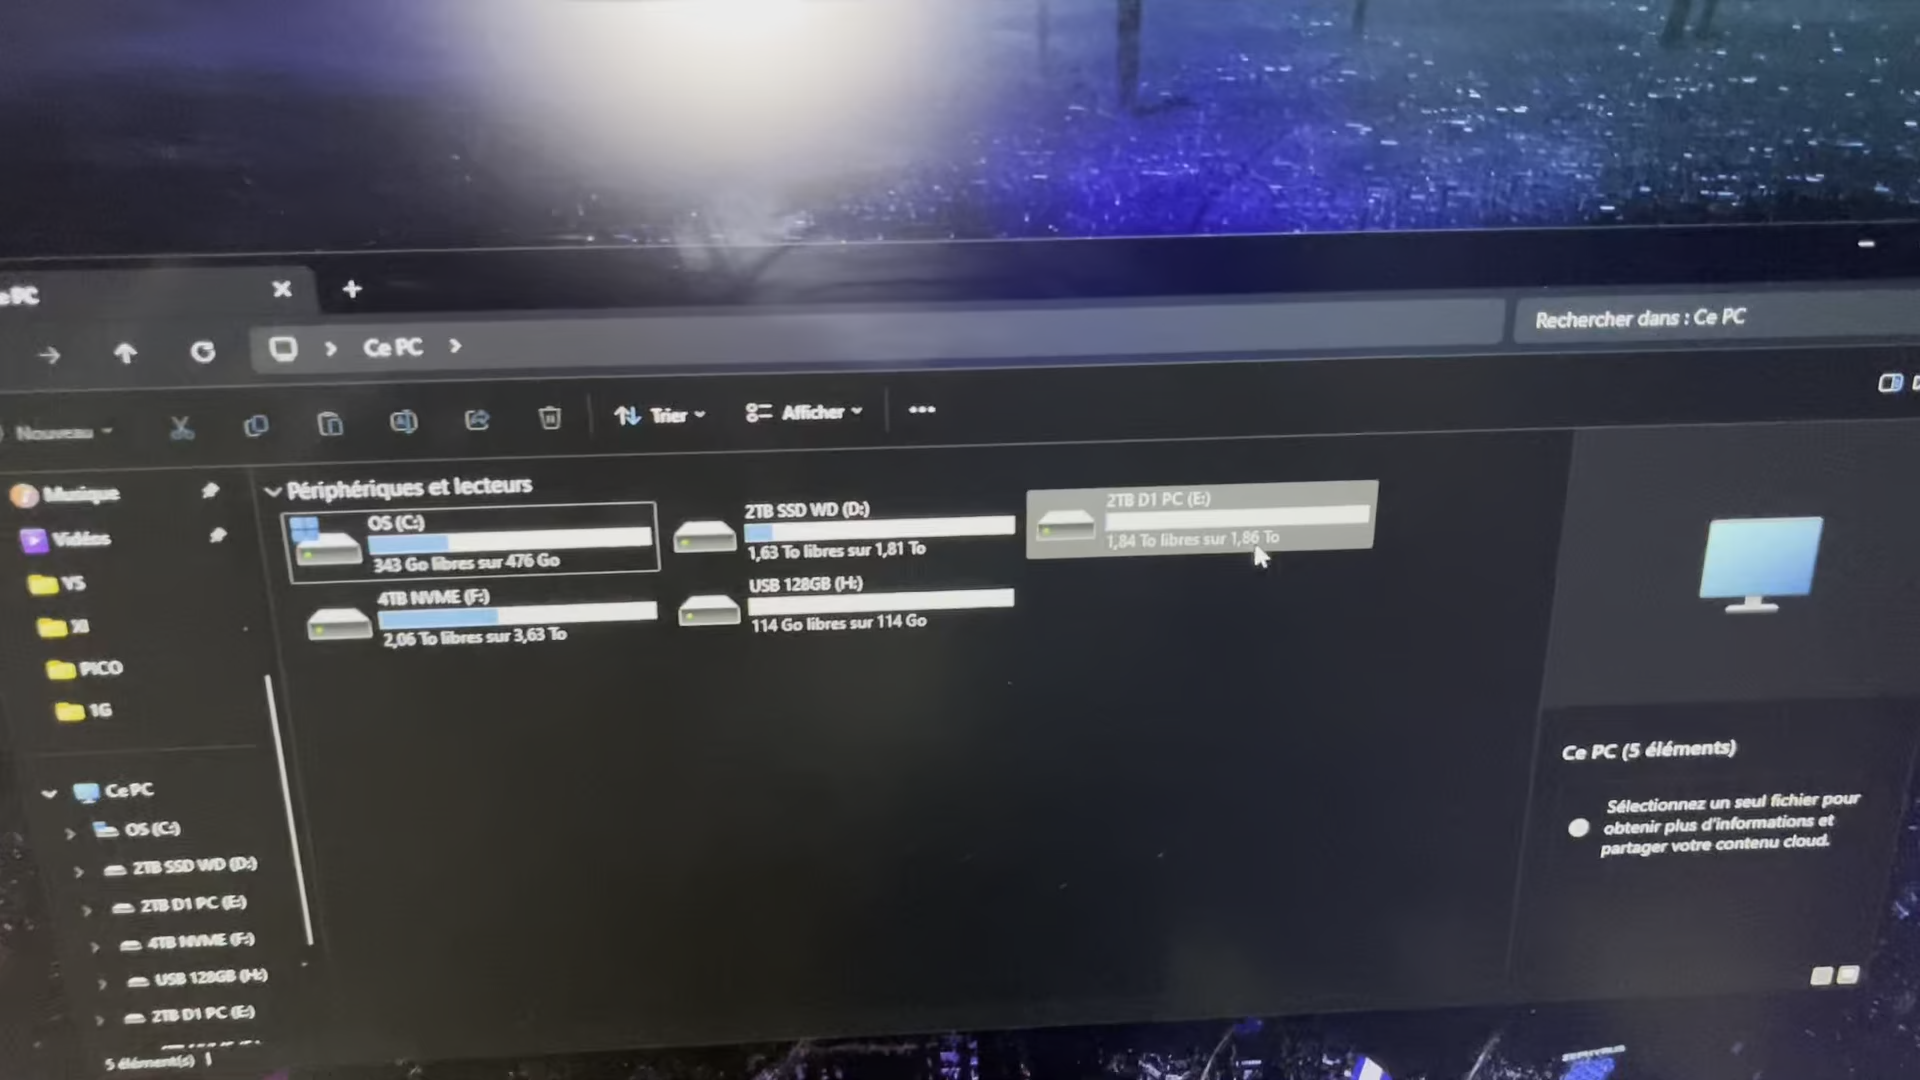 Ce PC
Rechercher dans : Ce PC
Nouveau
Trier
Afficher
Musique
Vidéos
VS
XI
PICO
1G
Ce PC
OS (C:)
2TB SSD WD (D:)
2TB D1 PC (E:)
4TB NVME (F:)
USB 128GB (H:)
2TB D1 PC (E:)
5 élément(s)
Périphériques et lecteurs
OS (C:)
343 Go libres sur 476 Go
2TB SSD WD (D:)
1,63 To libres sur 1,81 To
2TB D1 PC (E:)
1,84 To libres sur 1,86 To
4TB NVME (F:)
2,06 To libres sur 3,63 To
USB 128GB (H:)
114 Go libres sur 114 Go
Ce PC (5 éléments)
Sélectionnez un seul fichier pour
obtenir plus d'informations et
partager votre contenu cloud.